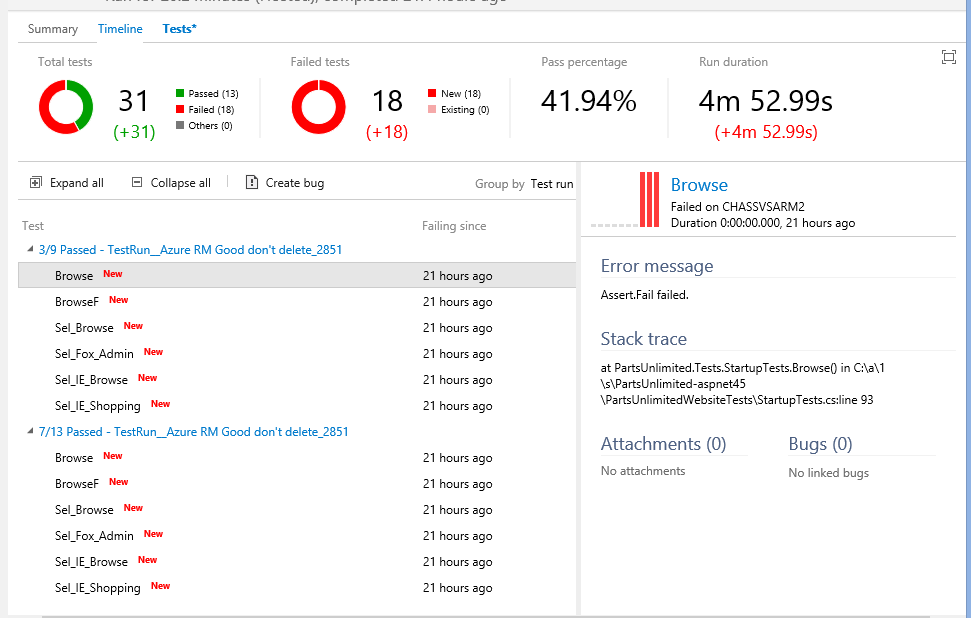 Summary Timeline Tests*
Total tests
31
(+31)
Passed (13)
Failed (18)
Others (0)
Failed tests
18
(+18)
New (18)
Existing (0)
Pass percentage
41.94%
Run duration
4m 52.99s
(+4m 52.99s)
Expand all Collapse all Create bug Group by Test run
Test Failing since
3/9 Passed - TestRun__Azure RM Good don't delete_2851
Browse New 21 hours ago
BrowseF New 21 hours ago
Sel_Browse New 21 hours ago
Sel_Fox_Admin New 21 hours ago
Sel_IE_Browse New 21 hours ago
Sel_IE_Shopping New 21 hours ago
7/13 Passed - TestRun__Azure RM Good don't delete_2851
Browse New 21 hours ago
BrowseF New 21 hours ago
Sel_Browse New 21 hours ago
Sel_Fox_Admin New 21 hours ago
Sel_IE_Browse New 21 hours ago
Sel_IE_Shopping New 21 hours ago
Browse
Failed on CHASSVSARM2
Duration 0:00:00.000, 21 hours ago
Error message
Assert.Fail failed.
Stack trace
at PartsUnlimited.Tests.StartupTests.Browse() in C:\a\1
\s\PartsUnlimited-aspnet45
\PartsUnlimitedWebsiteTests\StartupTests.cs:line 93
Attachments (0) Bugs (0)
No attachments No linked bugs